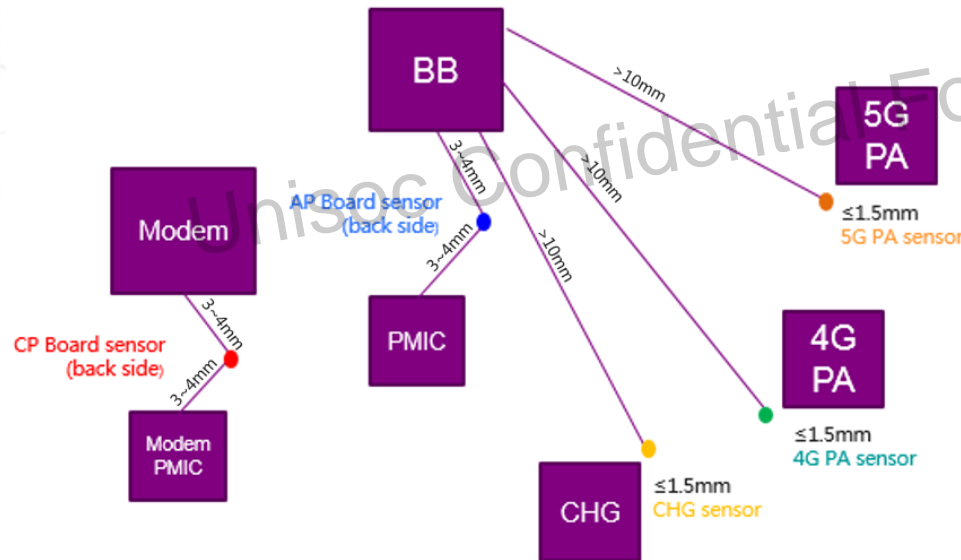 BB
>10mm
5G
PA
3~4mm
>10mm
Unisoc Confidential Fo
AP Board sensor
(back side)
≤1.5mm
5G PA sensor
Modem
3~4mm
>10mm
3~4mm
PMIC
CP Board sensor
(back side)
3~4mm
4G
PA
≤1.5mm
4G PA sensor
Modem
PMIC
≤1.5mm
CHG sensor
CHG